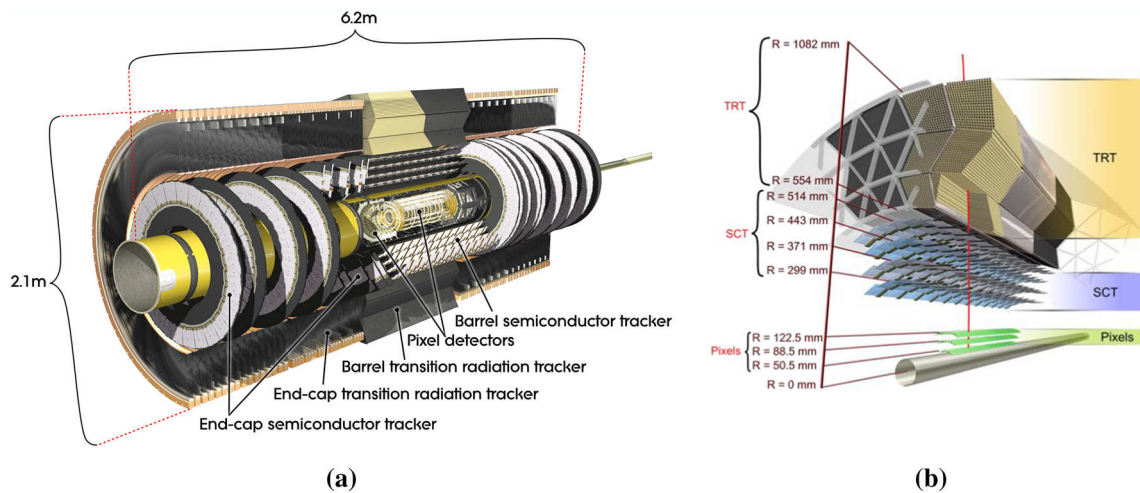 6.2m
2.1m
Barrel semiconductor tracker
Pixel detectors
Barrel transition radiation tracker
End-cap transition radiation tracker
End-cap semiconductor tracker
(a)
R = 1082 mm
TRT
TRT
R = 554 mm
R = 514 mm
R = 443 mm
SCT
R = 371 mm
R = 299 mm
SCT
Pixels
R = 122.5 mm
Pixels
R = 88.5 mm
R = 50.5 mm
R = 0 mm
(b)